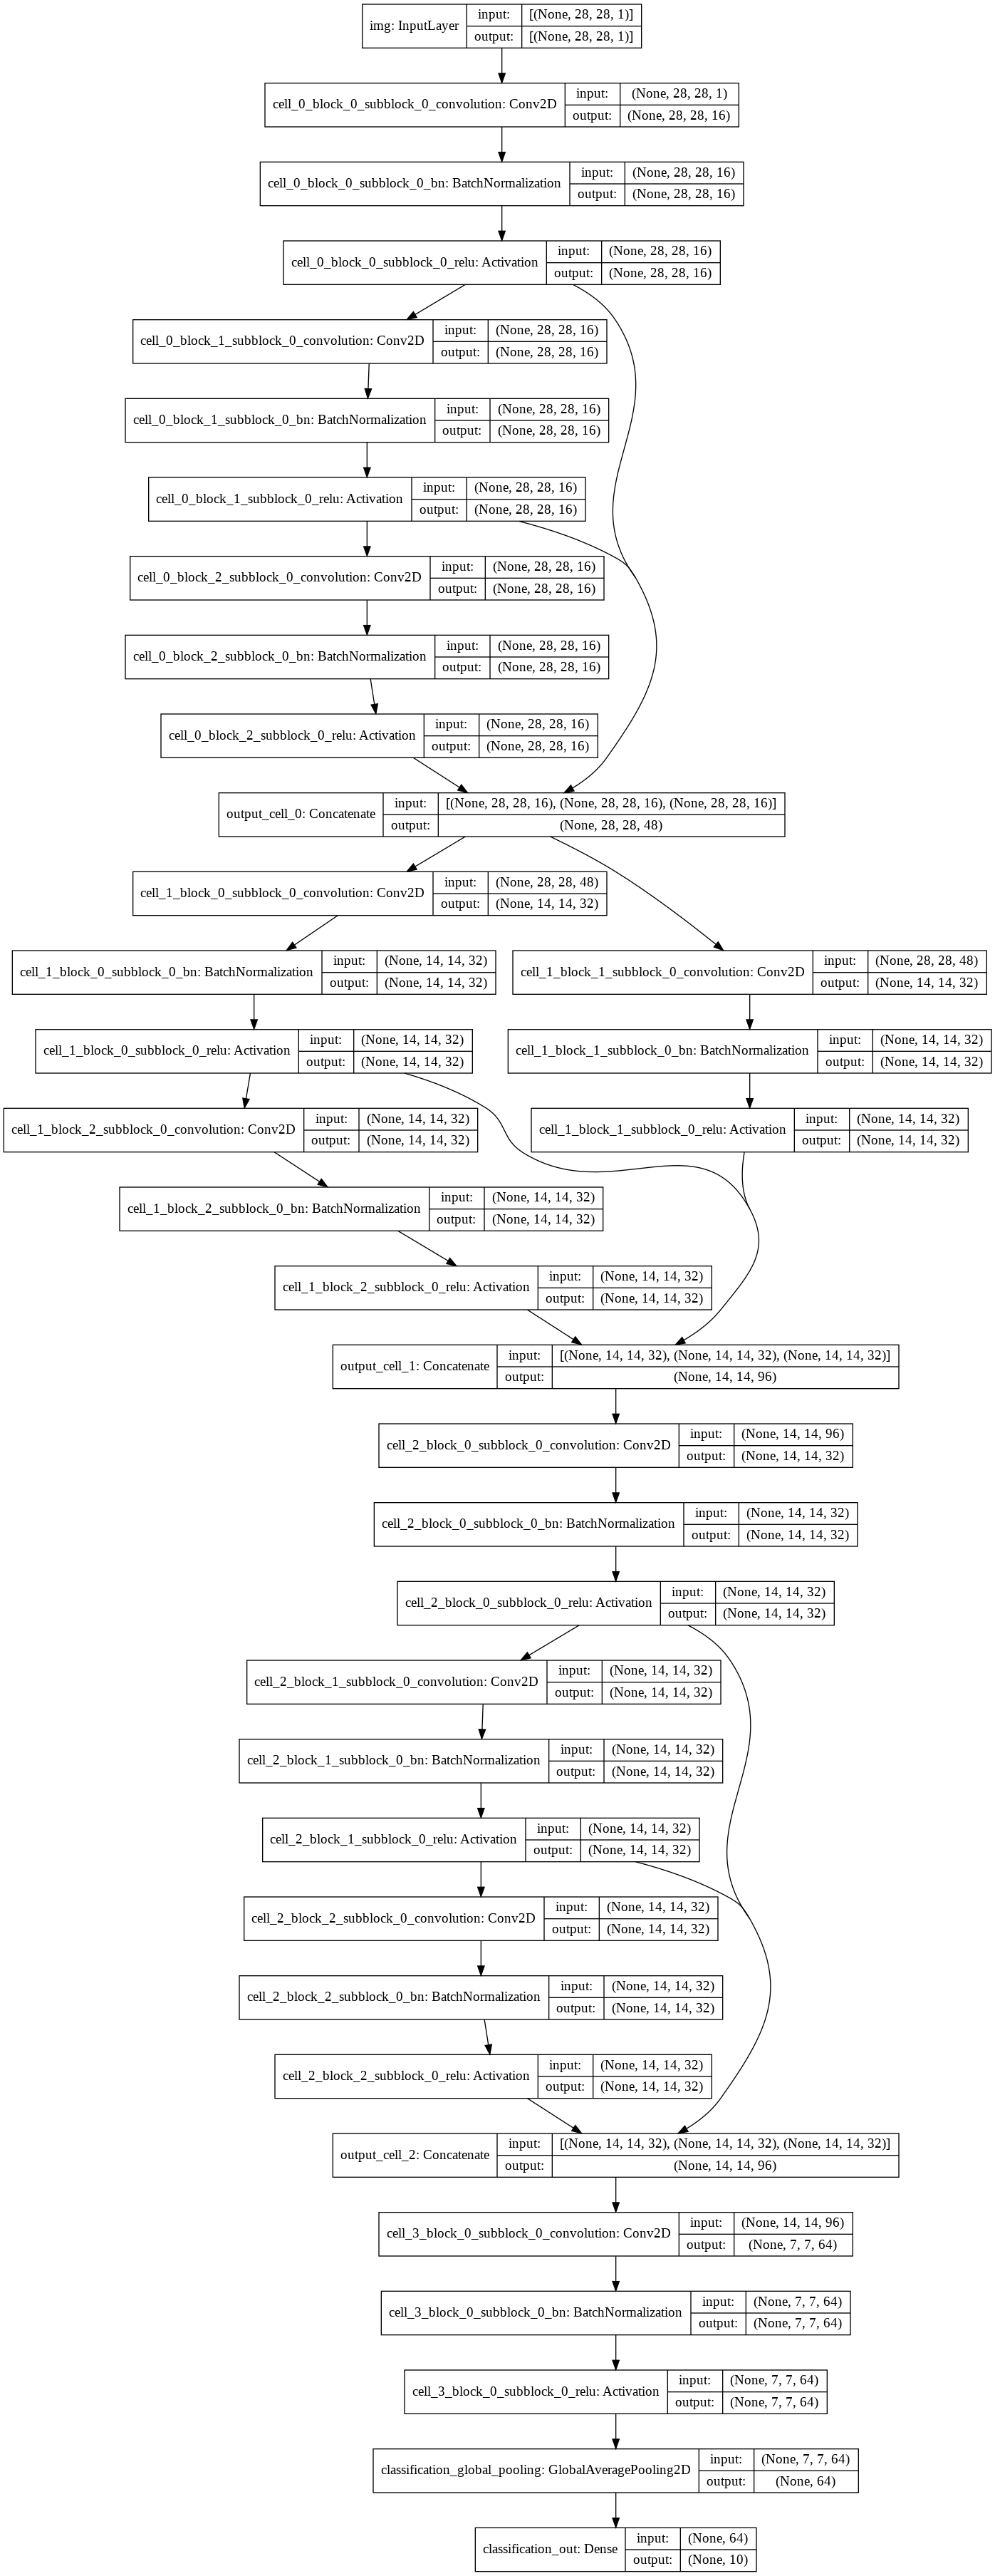 img: InputLayer
input: [(None, 28, 28, 1)]
output: [(None, 28, 28, 1)]
cell_0_block_0_subblock_0_convolution: Conv2D
input: (None, 28, 28, 1)
output: (None, 28, 28, 16)
cell_0_block_0_subblock_0_bn: BatchNormalization
input: (None, 28, 28, 16)
output: (None, 28, 28, 16)
cell_0_block_0_subblock_0_relu: Activation
input: (None, 28, 28, 16)
output: (None, 28, 28, 16)
cell_0_block_1_subblock_0_convolution: Conv2D
input: (None, 28, 28, 16)
output: (None, 28, 28, 16)
cell_0_block_1_subblock_0_bn: BatchNormalization
input: (None, 28, 28, 16)
output: (None, 28, 28, 16)
cell_0_block_1_subblock_0_relu: Activation
input: (None, 28, 28, 16)
output: (None, 28, 28, 16)
cell_0_block_2_subblock_0_convolution: Conv2D
input: (None, 28, 28, 16)
output: (None, 28, 28, 16)
cell_0_block_2_subblock_0_bn: BatchNormalization
input: (None, 28, 28, 16)
output: (None, 28, 28, 16)
cell_0_block_2_subblock_0_relu: Activation
input: (None, 28, 28, 16)
output: (None, 28, 28, 16)
output_cell_0: Concatenate
input: [(None, 28, 28, 16), (None, 28, 28, 16), (None, 28, 28, 16)]
output: (None, 28, 28, 48)
cell_1_block_0_subblock_0_convolution: Conv2D
input: (None, 28, 28, 48)
output: (None, 14, 14, 32)
cell_1_block_0_subblock_0_bn: BatchNormalization
input: (None, 14, 14, 32)
output: (None, 14, 14, 32)
cell_1_block_1_subblock_0_convolution: Conv2D
input: (None, 28, 28, 48)
output: (None, 14, 14, 32)
cell_1_block_0_subblock_0_relu: Activation
input: (None, 14, 14, 32)
output: (None, 14, 14, 32)
cell_1_block_1_subblock_0_bn: BatchNormalization
input: (None, 14, 14, 32)
output: (None, 14, 14, 32)
cell_1_block_2_subblock_0_convolution: Conv2D
input: (None, 14, 14, 32)
output: (None, 14, 14, 32)
cell_1_block_1_subblock_0_relu: Activation
input: (None, 14, 14, 32)
output: (None, 14, 14, 32)
cell_1_block_2_subblock_0_bn: BatchNormalization
input: (None, 14, 14, 32)
output: (None, 14, 14, 32)
cell_1_block_2_subblock_0_relu: Activation
input: (None, 14, 14, 32)
output: (None, 14, 14, 32)
output_cell_1: Concatenate
input: [(None, 14, 14, 32), (None, 14, 14, 32), (None, 14, 14, 32)]
output: (None, 14, 14, 96)
cell_2_block_0_subblock_0_convolution: Conv2D
input: (None, 14, 14, 96)
output: (None, 14, 14, 32)
cell_2_block_0_subblock_0_bn: BatchNormalization
input: (None, 14, 14, 32)
output: (None, 14, 14, 32)
cell_2_block_0_subblock_0_relu: Activation
input: (None, 14, 14, 32)
output: (None, 14, 14, 32)
cell_2_block_1_subblock_0_convolution: Conv2D
input: (None, 14, 14, 32)
output: (None, 14, 14, 32)
cell_2_block_1_subblock_0_bn: BatchNormalization
input: (None, 14, 14, 32)
output: (None, 14, 14, 32)
cell_2_block_1_subblock_0_relu: Activation
input: (None, 14, 14, 32)
output: (None, 14, 14, 32)
cell_2_block_2_subblock_0_convolution: Conv2D
input: (None, 14, 14, 32)
output: (None, 14, 14, 32)
cell_2_block_2_subblock_0_bn: BatchNormalization
input: (None, 14, 14, 32)
output: (None, 14, 14, 32)
cell_2_block_2_subblock_0_relu: Activation
input: (None, 14, 14, 32)
output: (None, 14, 14, 32)
output_cell_2: Concatenate
input: [(None, 14, 14, 32), (None, 14, 14, 32), (None, 14, 14, 32)]
output: (None, 14, 14, 96)
cell_3_block_0_subblock_0_convolution: Conv2D
input: (None, 14, 14, 96)
output: (None, 7, 7, 64)
cell_3_block_0_subblock_0_bn: BatchNormalization
input: (None, 7, 7, 64)
output: (None, 7, 7, 64)
cell_3_block_0_subblock_0_relu: Activation
input: (None, 7, 7, 64)
output: (None, 7, 7, 64)
classification_global_pooling: GlobalAveragePooling2D
input: (None, 7, 7, 64)
output: (None, 64)
classification_out: Dense
input: (None, 64)
output: (None, 10)